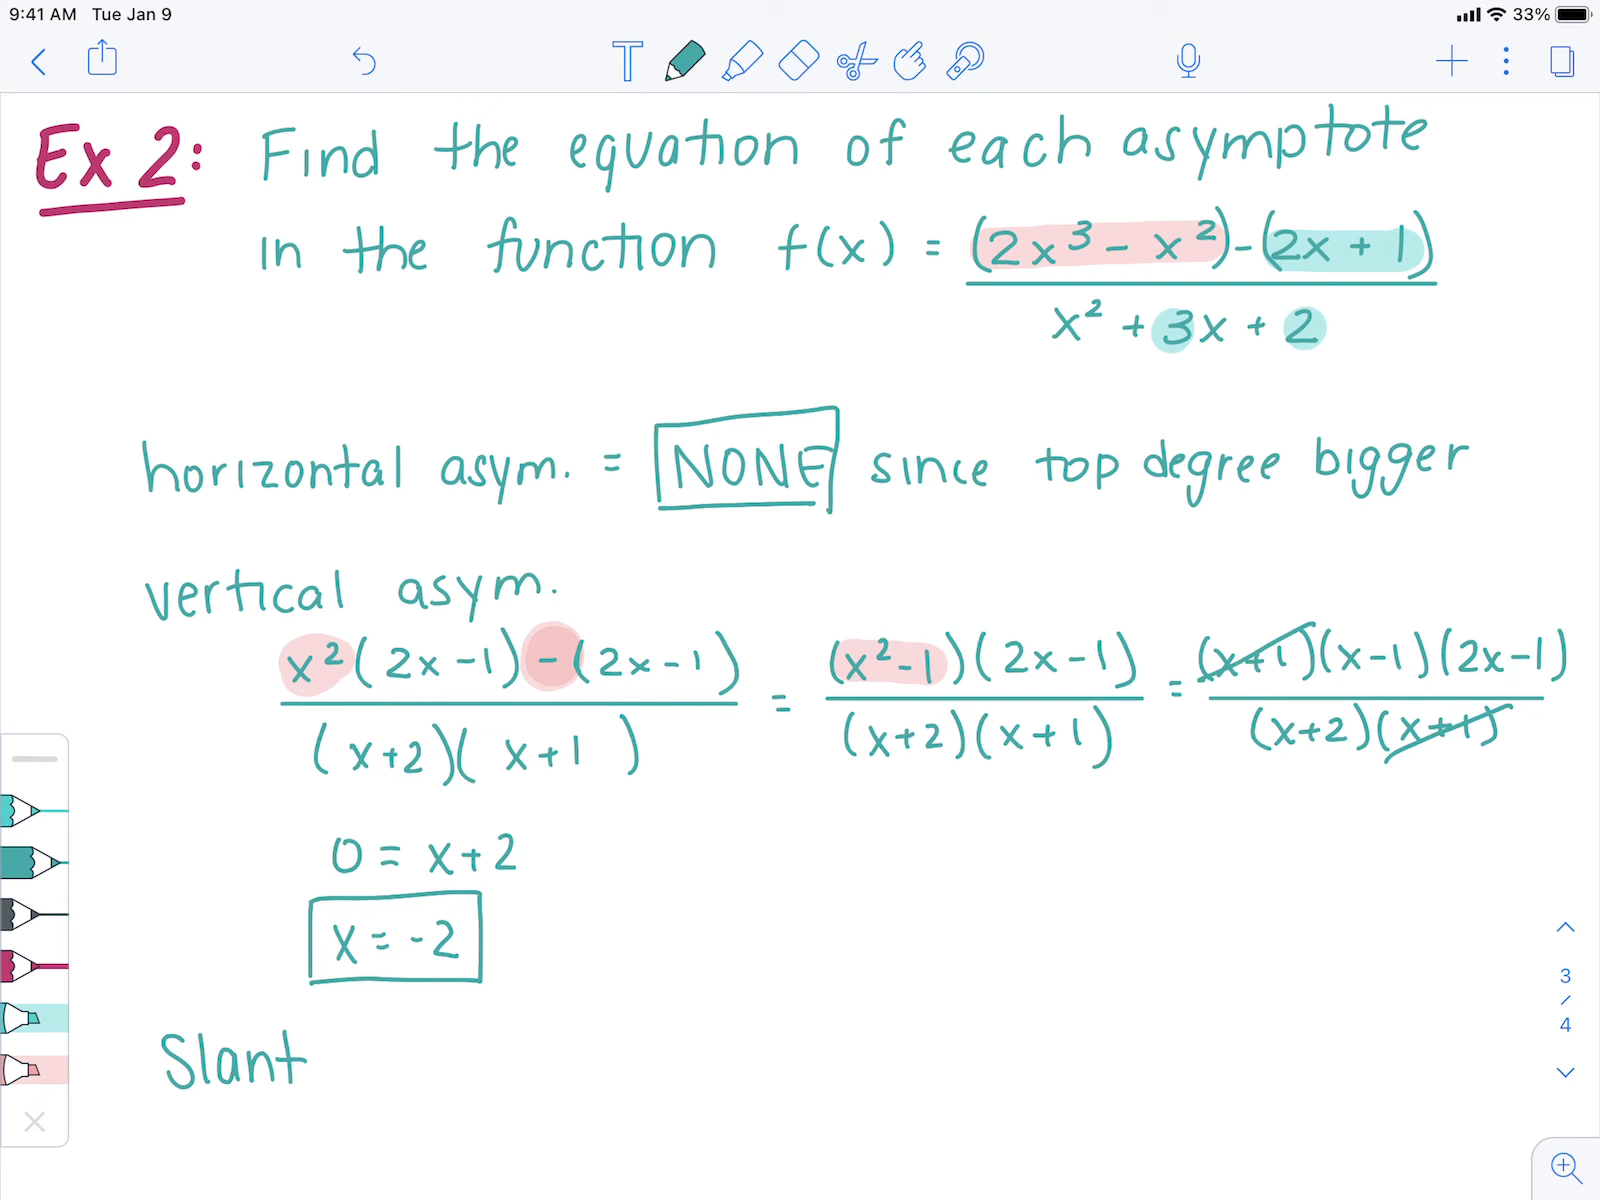 9:41 AM Tue Jan 9 33%
T
Ex 2: Find the equation of each asymptote
in the function f(x) = (2x³ - x²) - (2x + 1) / x² + 3x + 2
horizontal asym. = NONE since top degree bigger
vertical asym.
x²(2x-1) - (2x-1) / (x+2)(x+1) = (x²-1)(2x-1) / (x+2)(x+1) = (x+1)(x-1)(2x-1) / (x+2)(x+1)
0 = x+2
x = -2
Slant
3 / 4